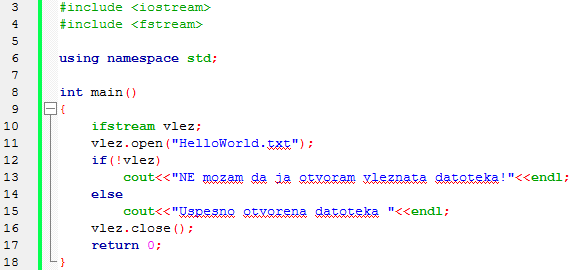 3 #include <iostream>
4 #include <fstream>
5
6 using namespace std;
7
8 int main()
9 {
10 ifstream vlez;
11 vlez.open("HelloWorld.txt");
12 if(!vlez)
13 cout<<"NE mozam da ja otvoram vleznata datoteka!"<<endl;
14 else
15 cout<<"Uspesno otvorena datoteka "<<endl;
16 vlez.close();
17 return 0;
18 }